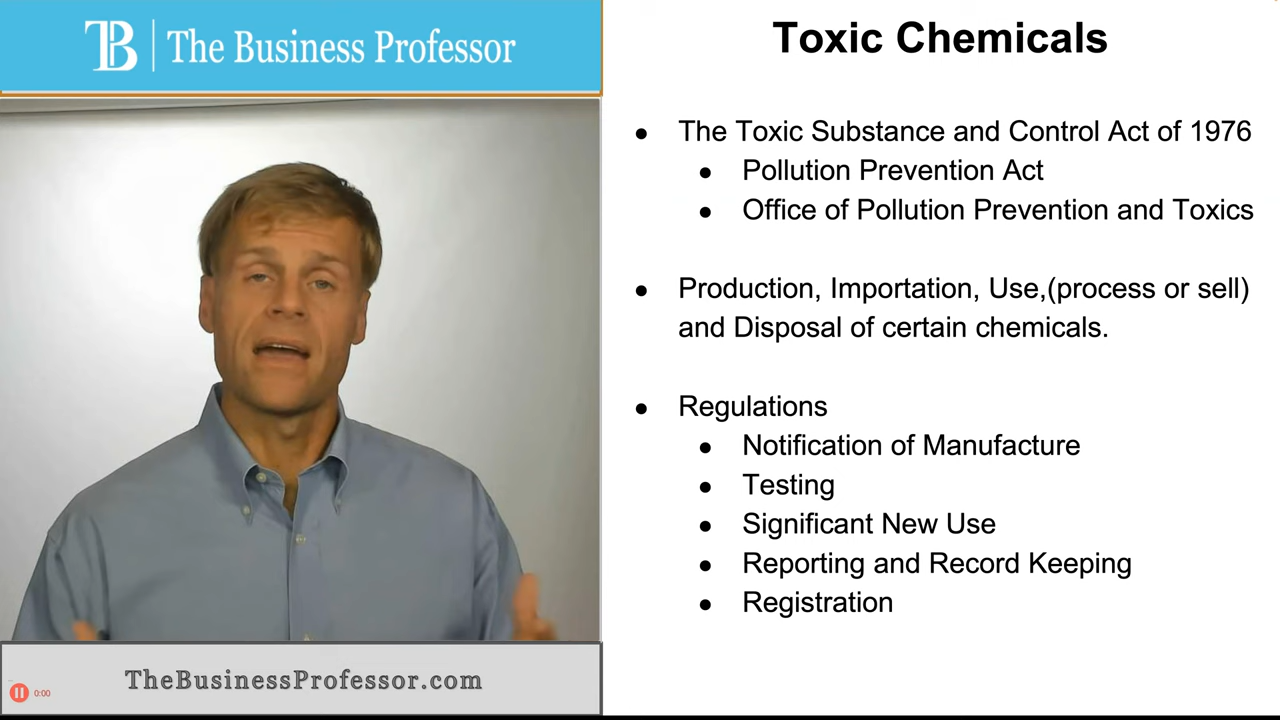 TB
The Business Professor
Toxic Chemicals
● The Toxic Substance and Control Act of 1976
● Pollution Prevention Act
● Office of Pollution Prevention and Toxics
● Production, Importation, Use,(process or sell)
and Disposal of certain chemicals.
● Regulations
● Notification of Manufacture
● Testing
● Significant New Use
● Reporting and Record Keeping
● Registration
TheBusinessProfessor.com
0:00